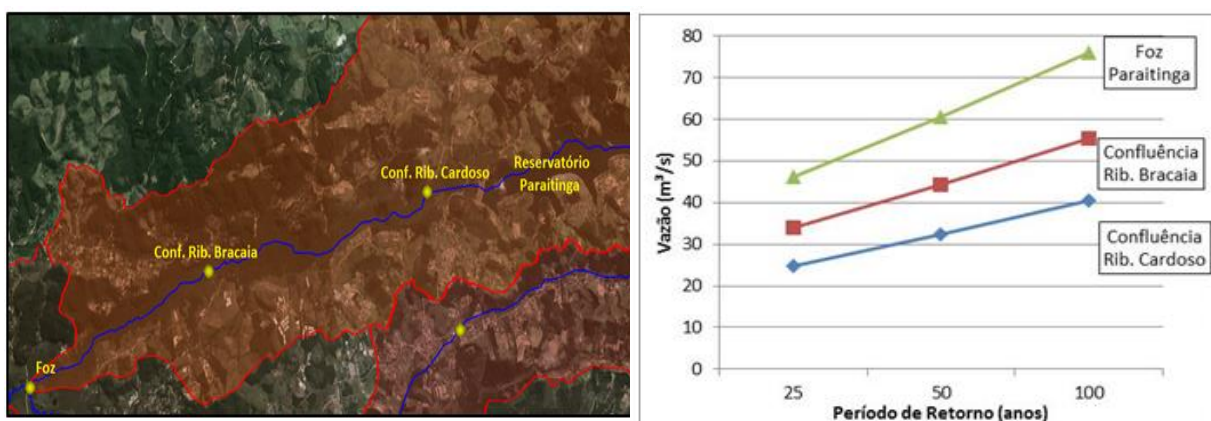 Conf. Rib. Cardoso
Reservatório
Paraitinga
Conf. Rib. Bracaia
Foz
80
70
60
50
40
30
20
10
0
Vazão (m³/s)
25
50
100
Período de Retorno (anos)
Foz
Paraitinga
Confluência
Rib. Bracaia
Confluência
Rib. Cardoso